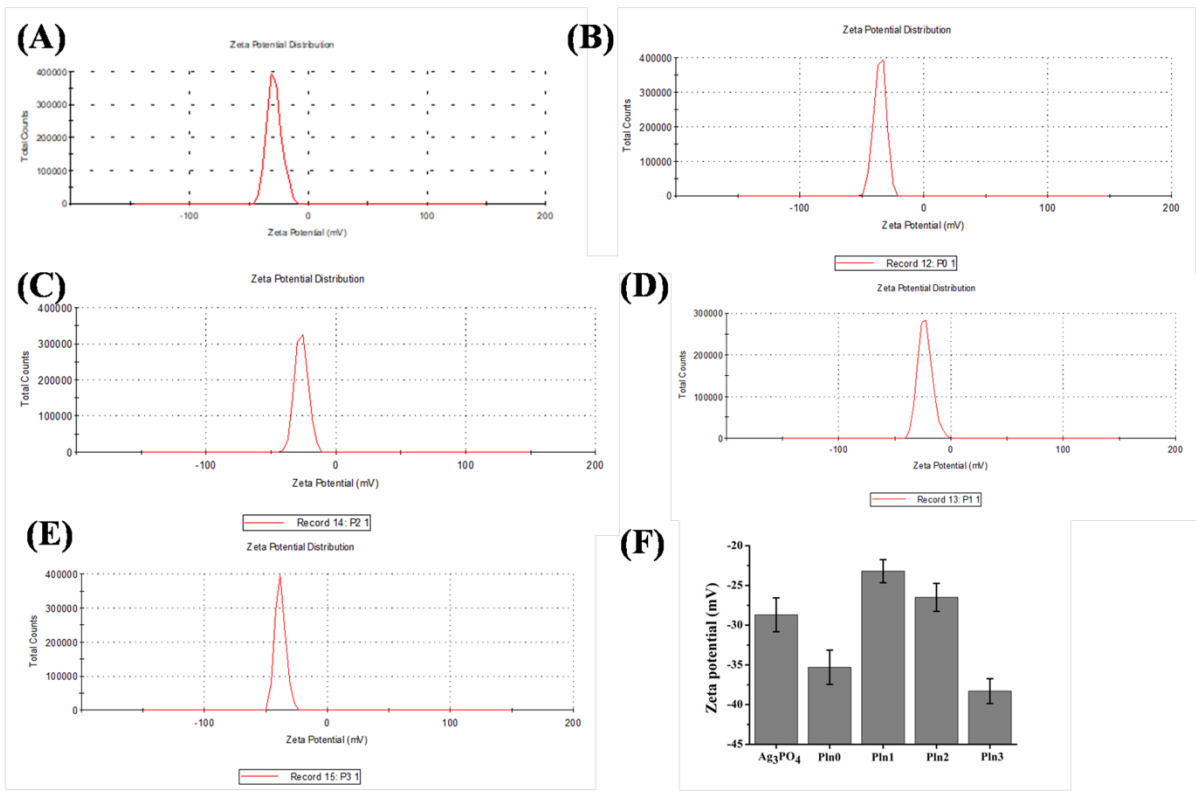 (A)
Zeta Potential Distribution
Total Counts
400000
300000
200000
100000
0
-100 0 100 200
Zeta Potential (mV)
(B)
Zeta Potential Distribution
Total Counts
400000
300000
200000
100000
0
-100 0 100 200
Zeta Potential (mV)
Record 12: P0 1
(C)
Zeta Potential Distribution
Total Counts
400000
300000
200000
100000
0
-100 0 100 200
Zeta Potential (mV)
Record 14: P2 1
(D)
Zeta Potential Distribution
Total Counts
300000
200000
100000
0
-100 0 100 200
Zeta Potential (mV)
Record 13: P1 1
(E)
Zeta Potential Distribution
Total Counts
400000
300000
200000
100000
0
-100 0 100 200
Zeta Potential (mV)
Record 15: P3 1
(F)
Zeta potential (mV)
-20
-25
-30
-35
-40
-45
Ag₃PO₄ Pln0 Pln1 Pln2 Pln3